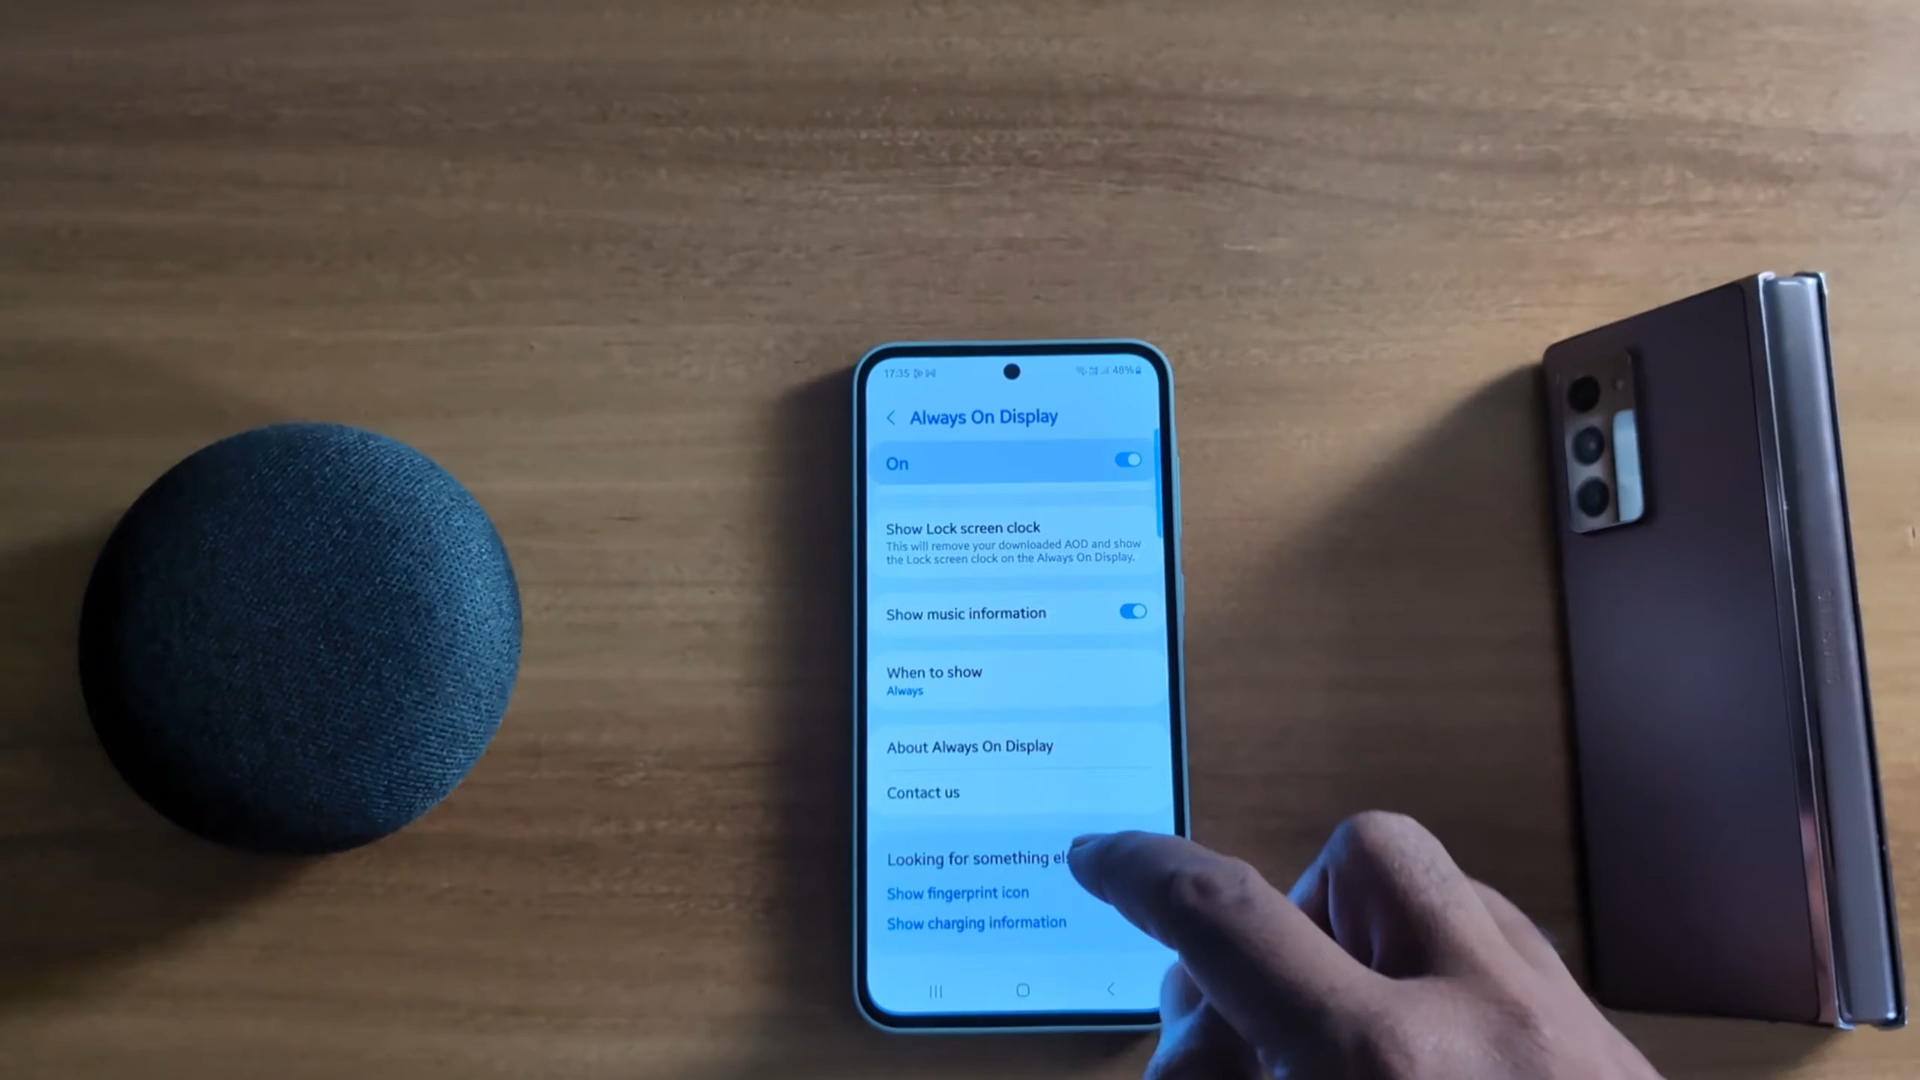 17:35
48%
Always On Display
On
Show Lock screen clock
This will remove your downloaded AOD and show
the Lock screen clock on the Always On Display.
Show music information
When to show
Always
About Always On Display
Contact us
Looking for something
Show fingerprint icon
Show charging information